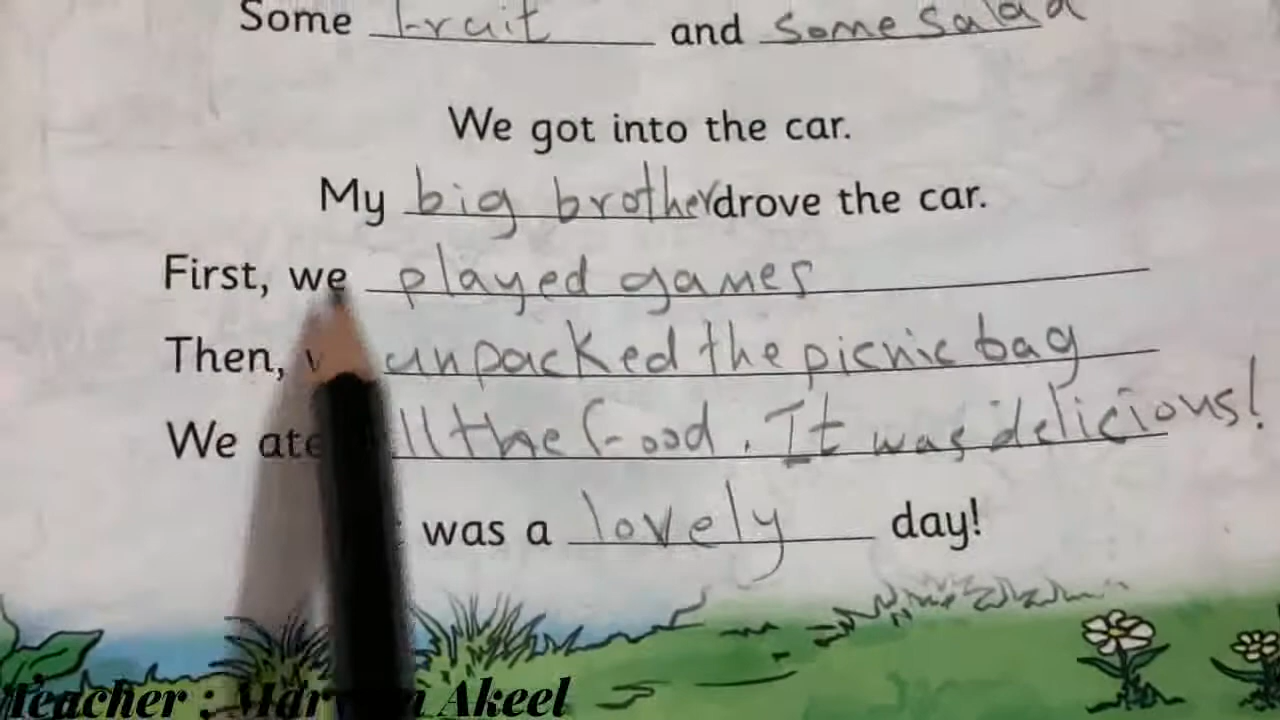 Some fruit and some salad
We got into the car.
My big brother drove the car.
First, we played games
Then, unpacked the picnic bag
We ate all the food. It was delicious!
was a lovely day!
Teacher : Akeel